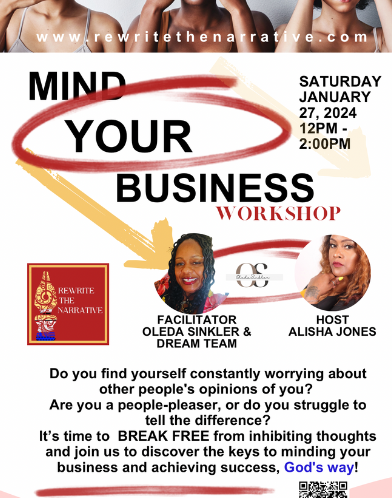 www.rewritethenarrative.com
MIND
YOUR
BUSINESS
WORKSHOP
SATURDAY
JANUARY
27, 2024
12PM -
2:00PM
REWRITE
THE
NARRATIVE
OS
FACILITATOR
OLEDA SINKLER &
DREAM TEAM
HOST
ALISHA JONES
Do you find yourself constantly worrying about
other people's opinions of you?
Are you a people-pleaser, or do you struggle to
tell the difference?
It's time to BREAK FREE from inhibiting thoughts
and join us to discover the keys to minding your
business and achieving success, God's way!